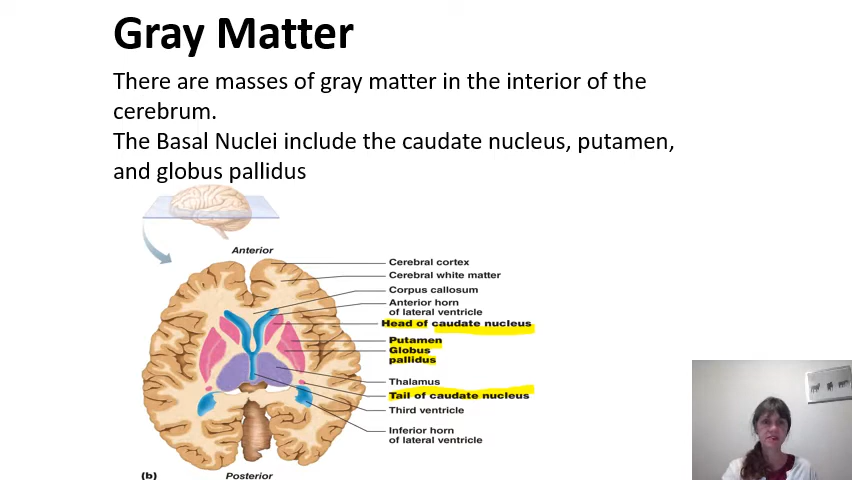 Gray Matter
There are masses of gray matter in the interior of the
cerebrum.
The Basal Nuclei include the caudate nucleus, putamen,
and globus pallidus
Anterior
Cerebral cortex
Cerebral white matter
Corpus callosum
Anterior horn
of lateral ventricle
Head of caudate nucleus
Putamen
Globus
pallidus
Thalamus
Tail of caudate nucleus
Third ventricle
Inferior horn
of lateral ventricle
(b)
Posterior